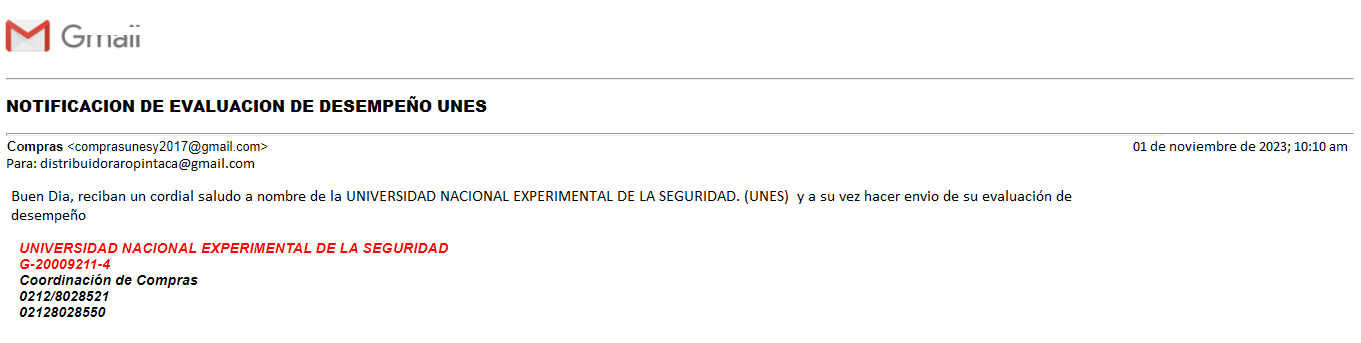 Gmail
NOTIFICACION DE EVALUACION DE DESEMPEÑO UNES
Compras <comprasunesy2017@gmail.com>
01 de noviembre de 2023; 10:10 am
Para: distribuidoraropintaca@gmail.com
Buen Dia, reciban un cordial saludo a nombre de la UNIVERSIDAD NACIONAL EXPERIMENTAL DE LA SEGURIDAD. (UNES) y a su vez hacer envio de su evaluación de
desempeño
UNIVERSIDAD NACIONAL EXPERIMENTAL DE LA SEGURIDAD
G-20009211-4
Coordinación de Compras
0212/8028521
02128028550